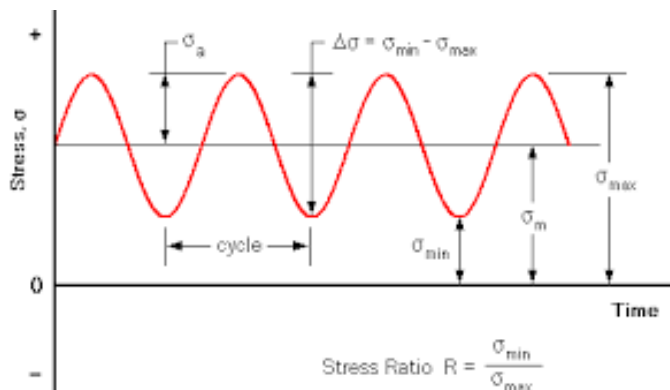 +
σa
Δσ = σmin - σmax
Stress, σ
σmax
σm
cycle
σmin
0
Time
–
Stress Ratio R = σmin
σmax